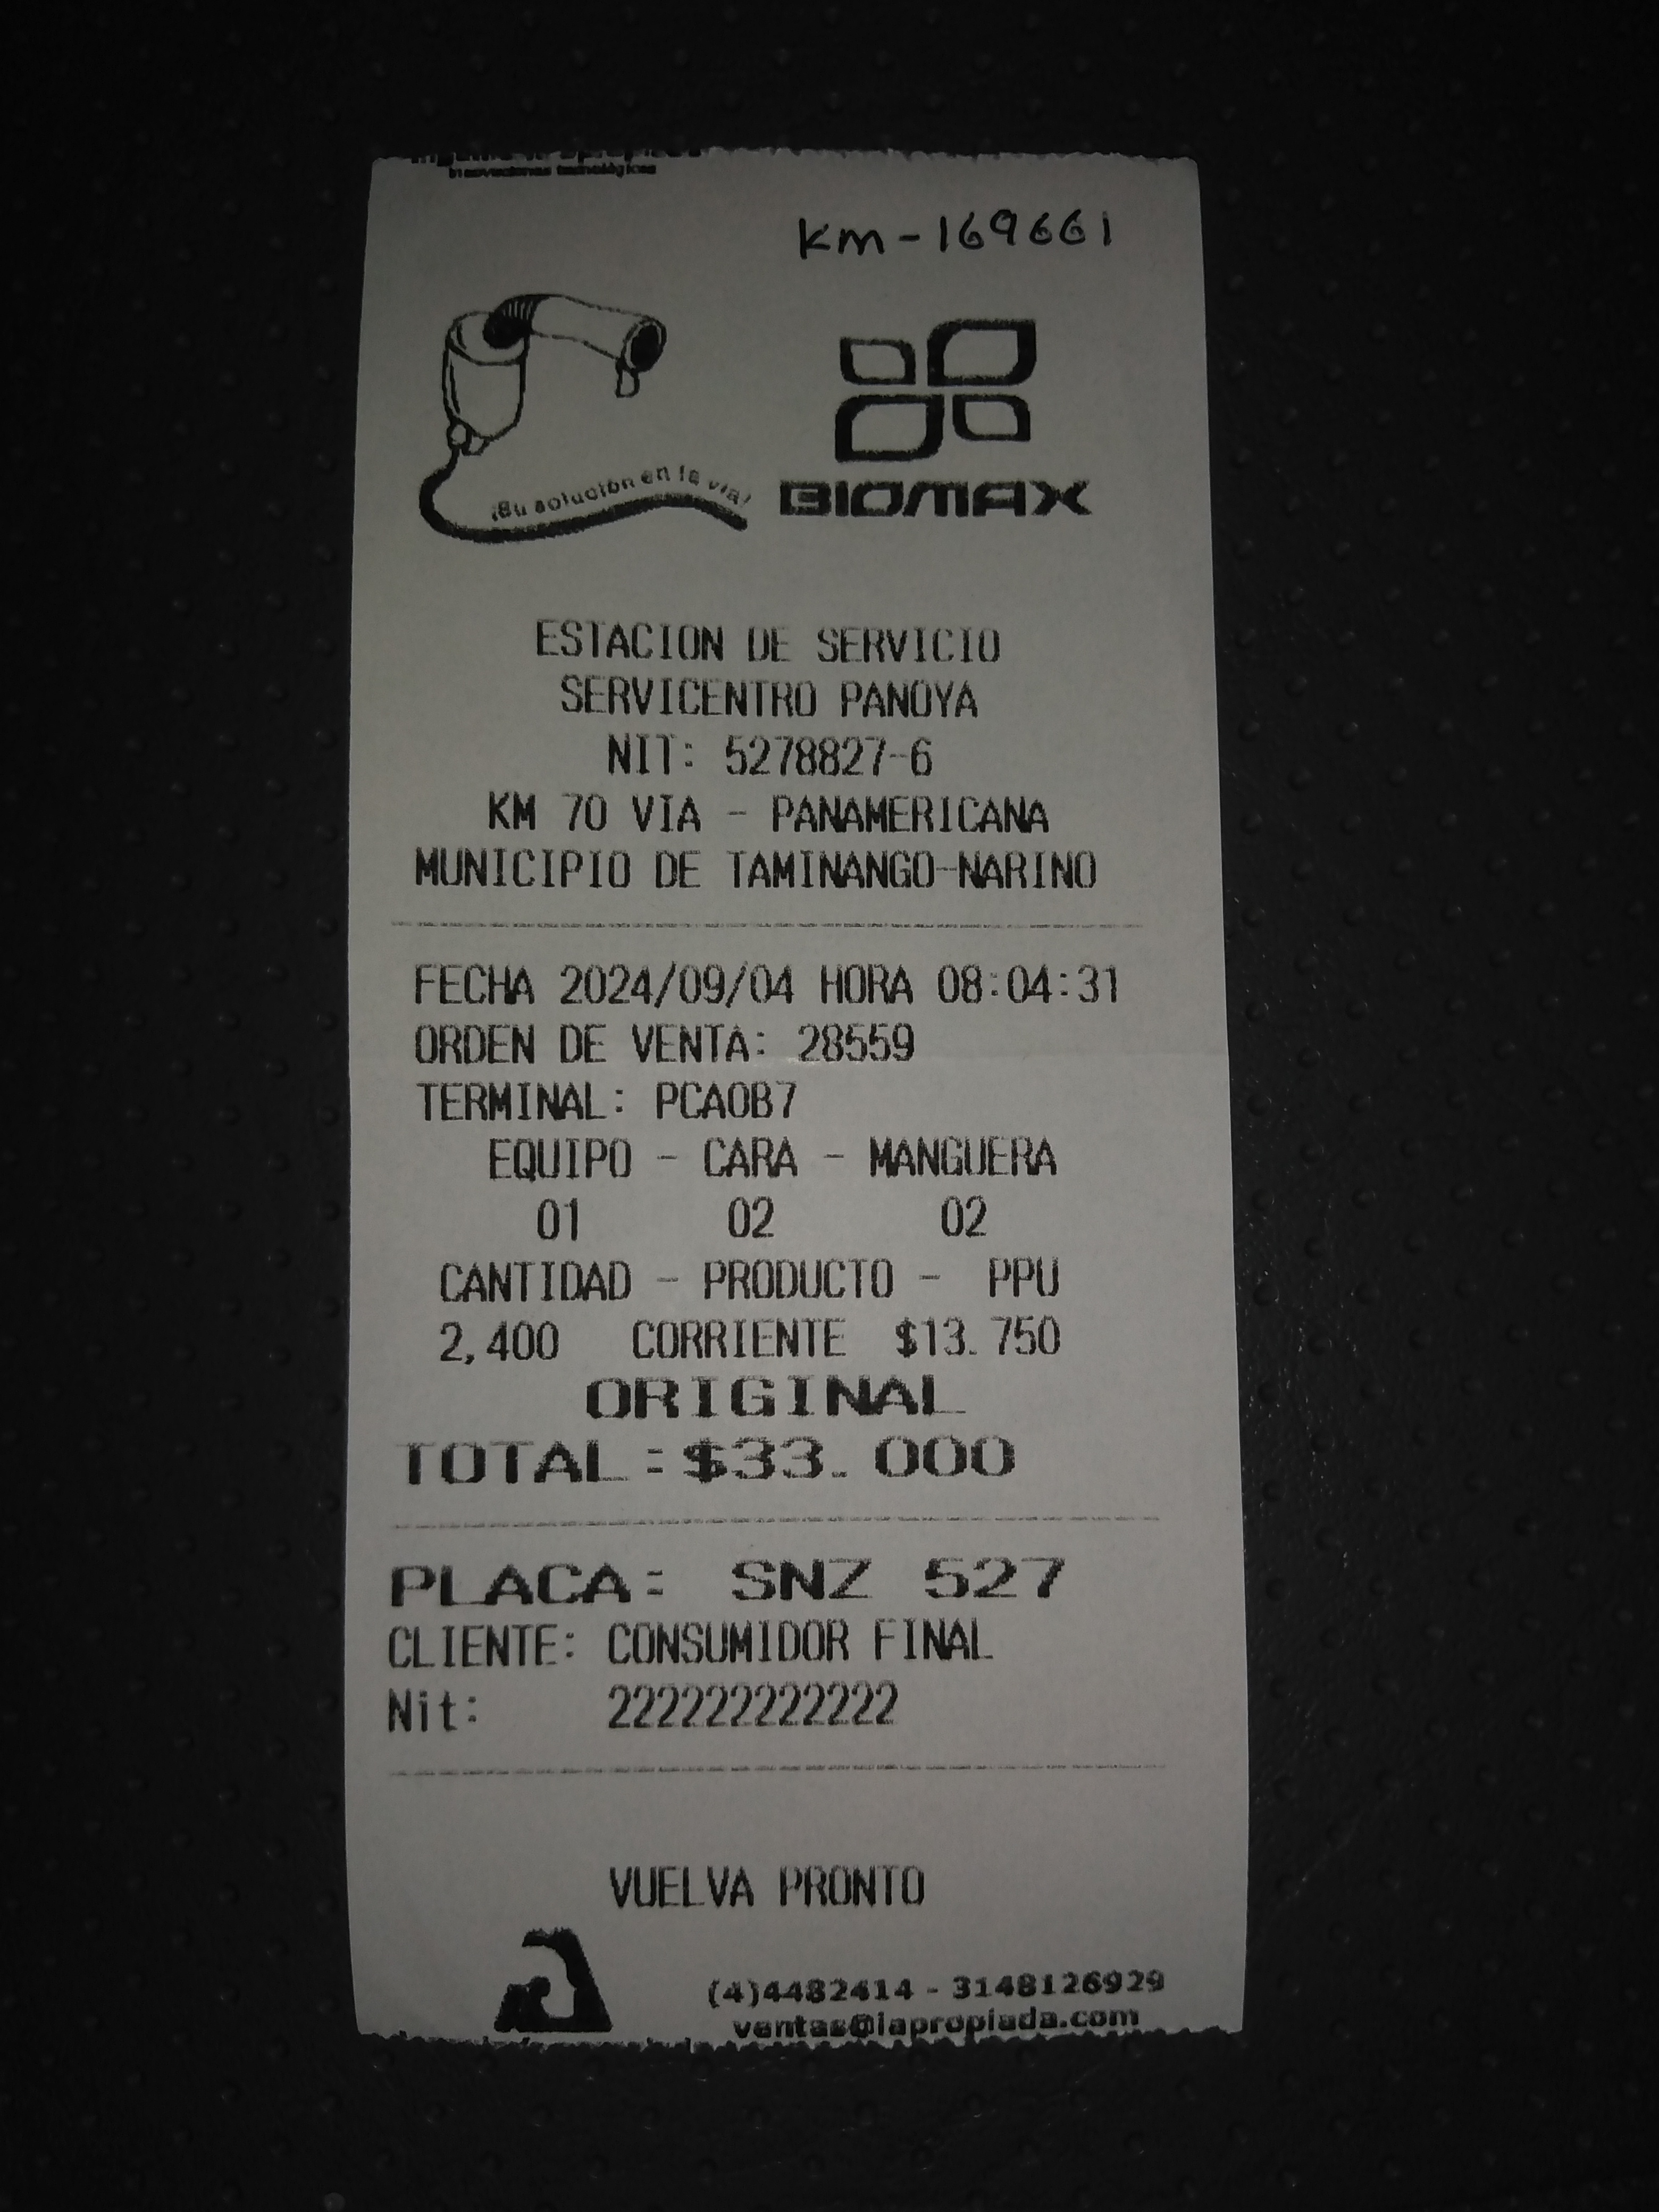 innovaciones tecnológicas
Km-169661
¡Su solución en la vía!
BIOMAX
ESTACION DE SERVICIO
SERVICENTRO PANOYA
NIT: 5278827-6
KM 70 VIA - PANAMERICANA
MUNICIPIO DE TAMINANGO-NARINO
FECHA 2024/09/04 HORA 08:04:31
ORDEN DE VENTA: 28559
TERMINAL: PCA0B7
EQUIPO - CARA - MANGUERA
01 02 02
CANTIDAD - PRODUCTO - PPU
2,400 CORRIENTE $13.750
ORIGINAL
TOTAL:$33.000
PLACA: SNZ 527
CLIENTE: CONSUMIDOR FINAL
Nit: 222222222222
VUELVA PRONTO
(4)4482414 - 3148126929
ventas@iapropiada.com